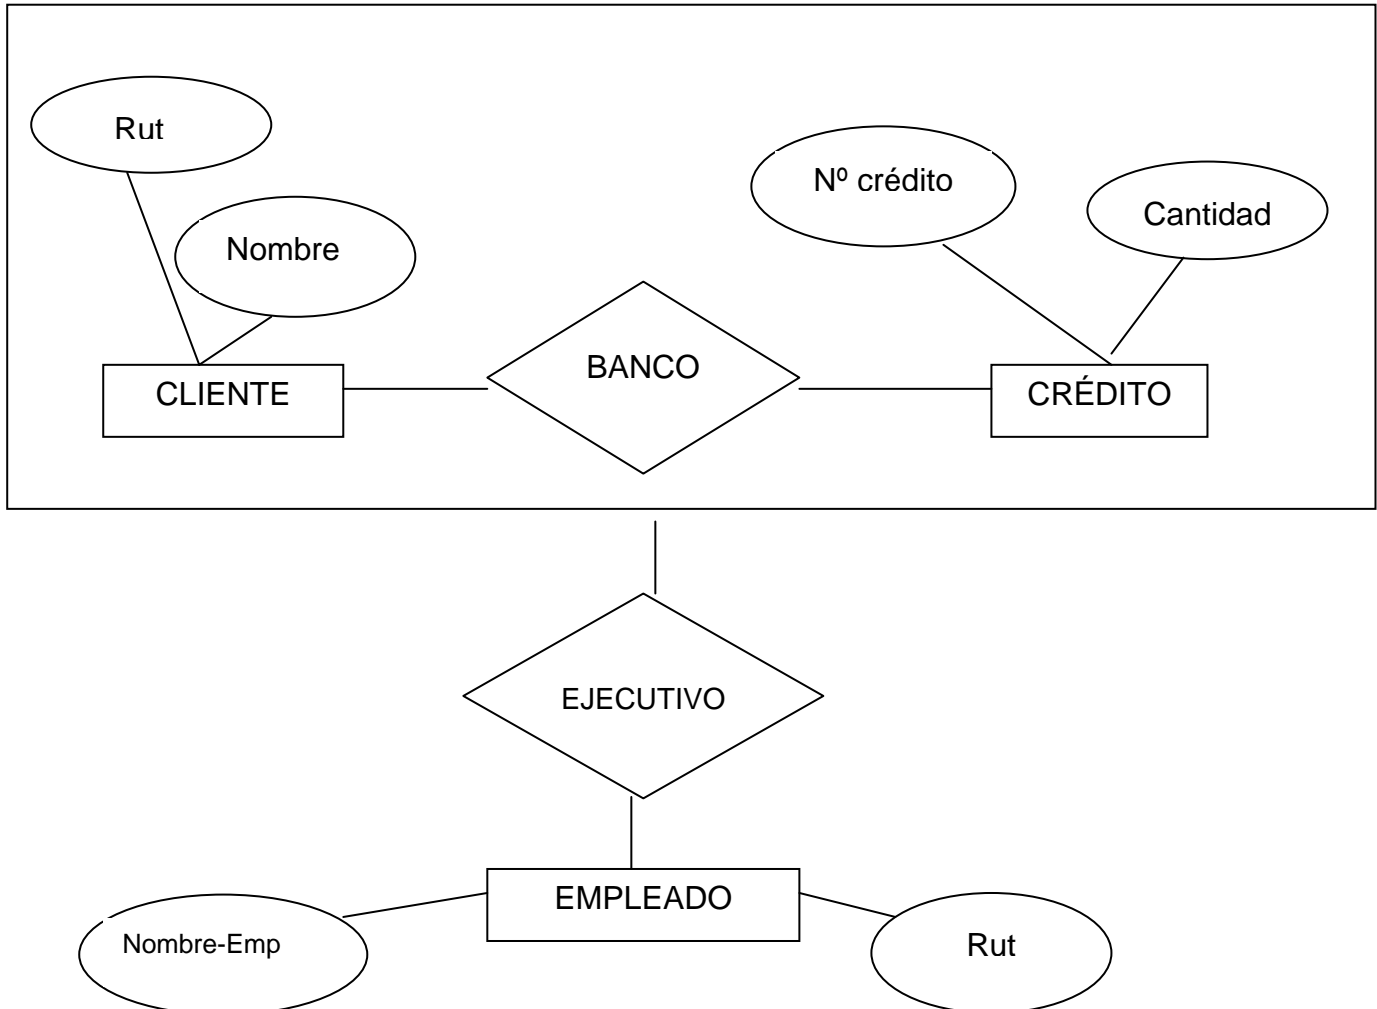 Rut
Nº crédito
Cantidad
Nombre
BANCO
CLIENTE
CRÉDITO
EJECUTIVO
EMPLEADO
Nombre-Emp
Rut